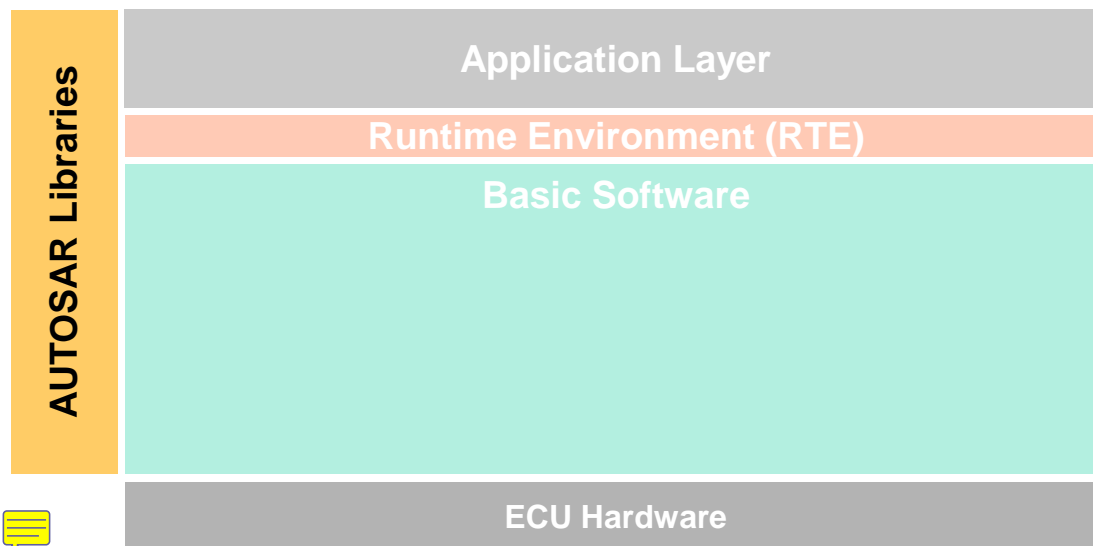 AUTOSAR Libraries
Application Layer
Runtime Environment (RTE)
Basic Software
ECU Hardware